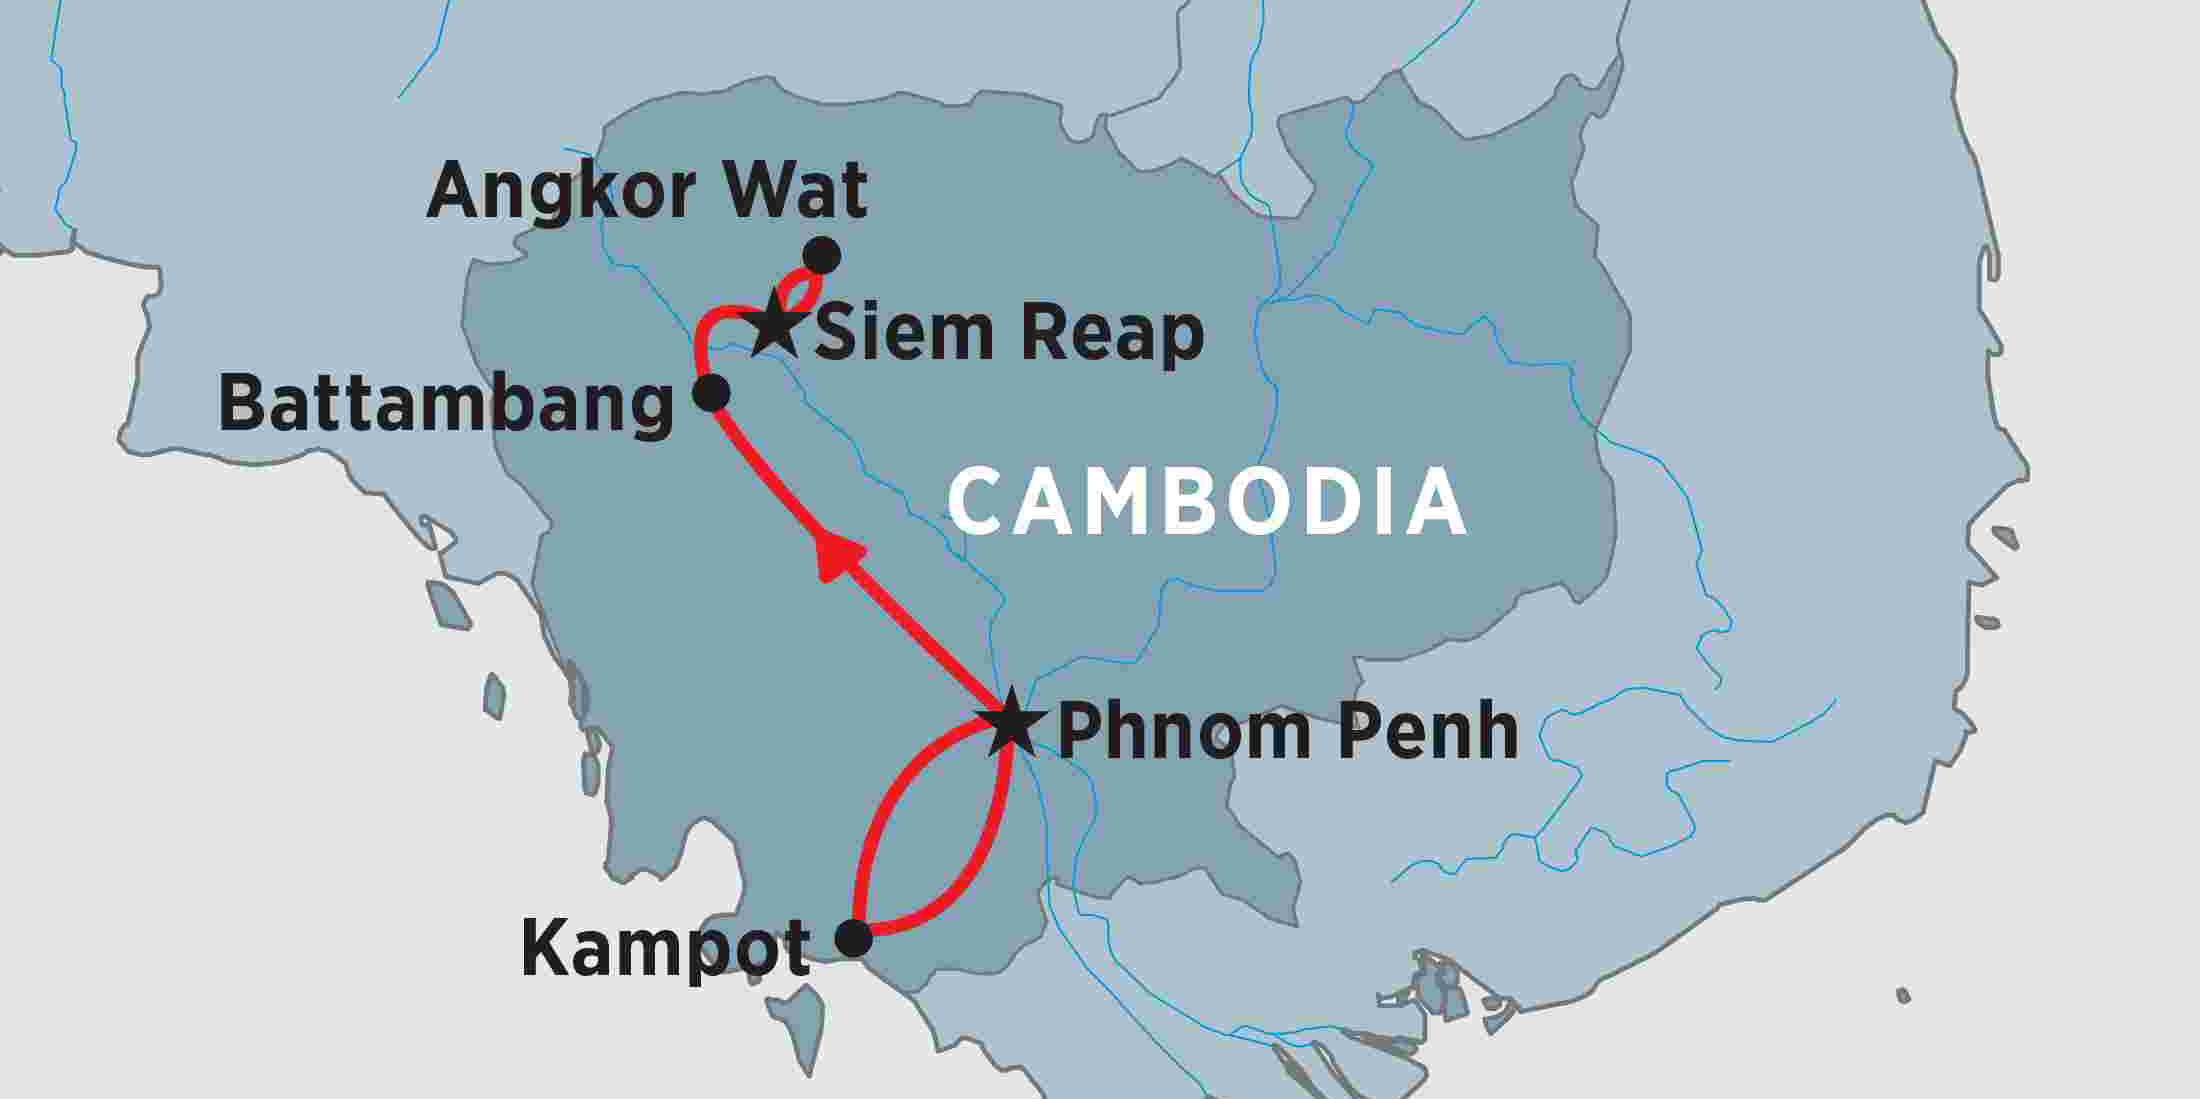 Angkor Wat
Siem Reap
Battambang
CAMBODIA
Phnom Penh
Kampot